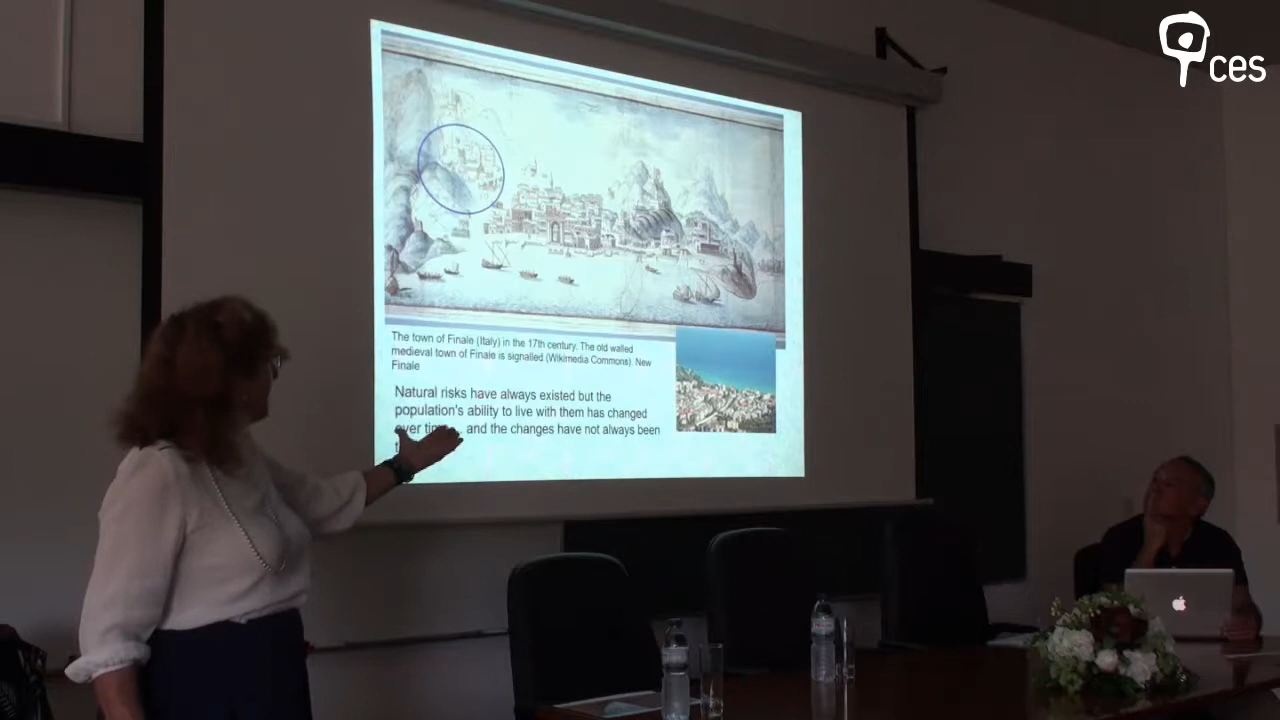 ces
The town of Finale (Italy) in the 17th century. The old walled
medieval town of Finale is signalled (Wikimedia Commons). New
Finale
Natural risks have always existed but the
population's ability to live with them has changed
over and the changes have not always been